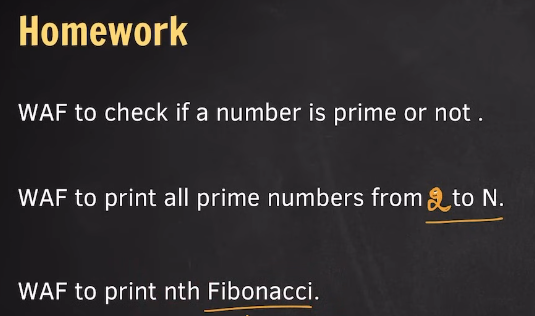 Homework
WAF to check if a number is prime or not .
WAF to print all prime numbers from 2 to N.
WAF to print nth Fibonacci.